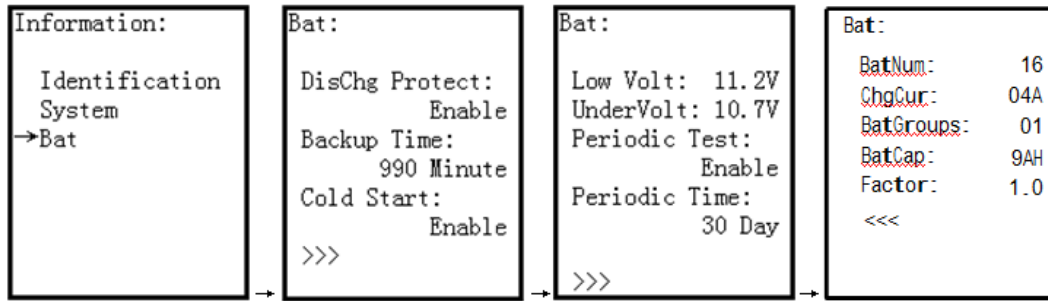 Information:
Identification
System
→Bat
Bat:
DisChg Protect:
Enable
Backup Time:
990 Minute
Cold Start:
Enable
>>>
Bat:
Low Volt: 11.2V
UnderVolt: 10.7V
Periodic Test:
Enable
Periodic Time:
30 Day
>>>
Bat:
BatNum: 16
ChgCur: 04A
BatGroups: 01
BatCap: 9AH
Factor: 1.0
<<<